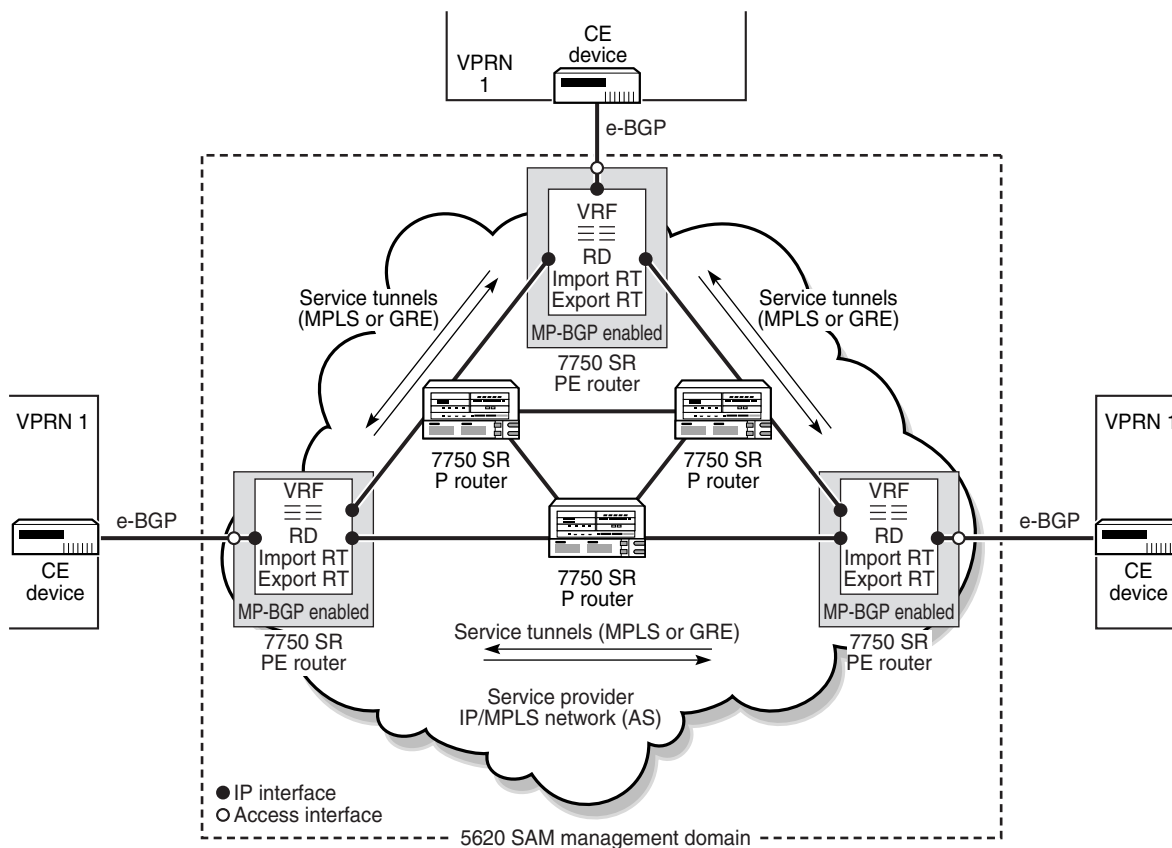 CE
device
VPRN
1
e-BGP
VRF
RD
Import RT
Export RT
MP-BGP enabled
7750 SR
PE router
Service tunnels
(MPLS or GRE)
Service tunnels
(MPLS or GRE)
7750 SR
P router
7750 SR
P router
VPRN 1
CE
device
e-BGP
VRF
RD
Import RT
Export RT
MP-BGP enabled
7750 SR
PE router
7750 SR
P router
VRF
RD
Import RT
Export RT
MP-BGP enabled
7750 SR
PE router
e-BGP
VPRN 1
CE
device
Service tunnels (MPLS or GRE)
Service provider
IP/MPLS network (AS)
IP interface
Access interface
5620 SAM management domain